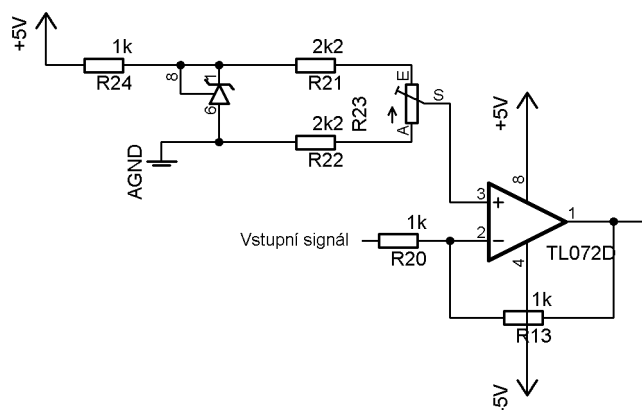 +5V
1k
R24
8
1
6
2k2
R21
E
R23
S
A
2k2
R22
AGND
+5V
8
3
+
1
Vstupní signál
1k
R20
2
−
TL072D
4
1k
R13
-5V